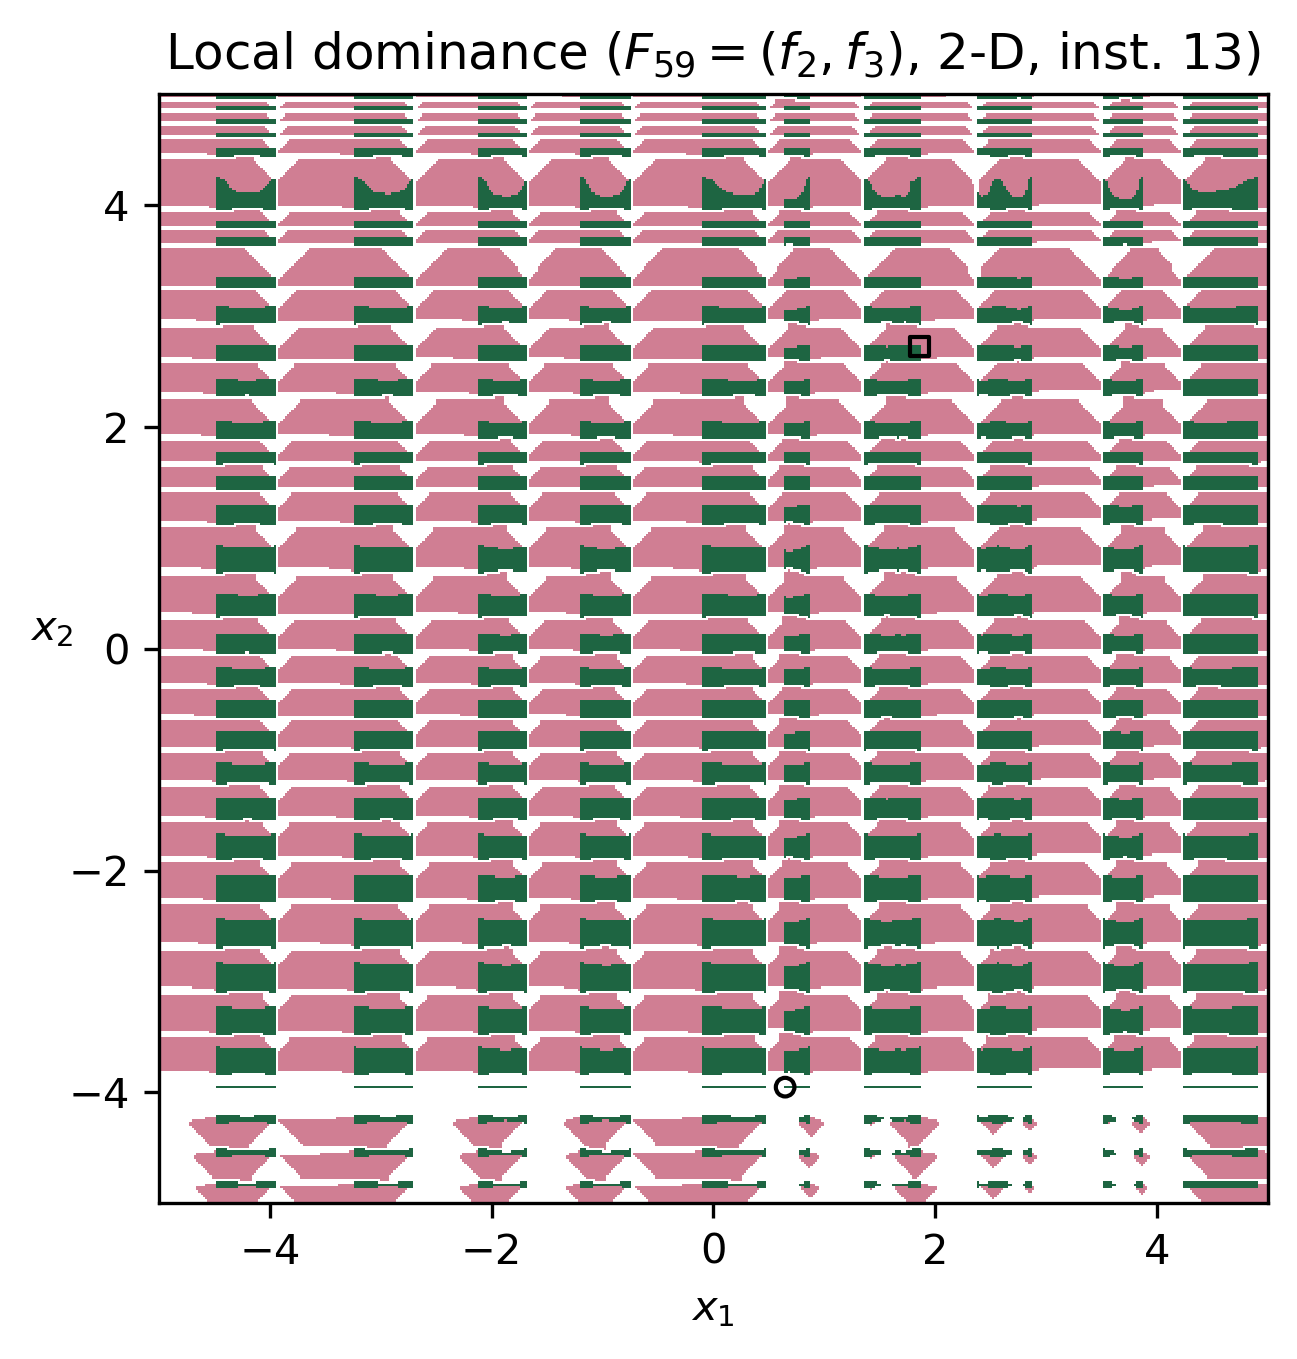 Local dominance (F₅₉ = (f₂, f₃), 2-D, inst. 13)
4
2
x₂
0
−2
−4
−4 −2 0 2 4
x₁